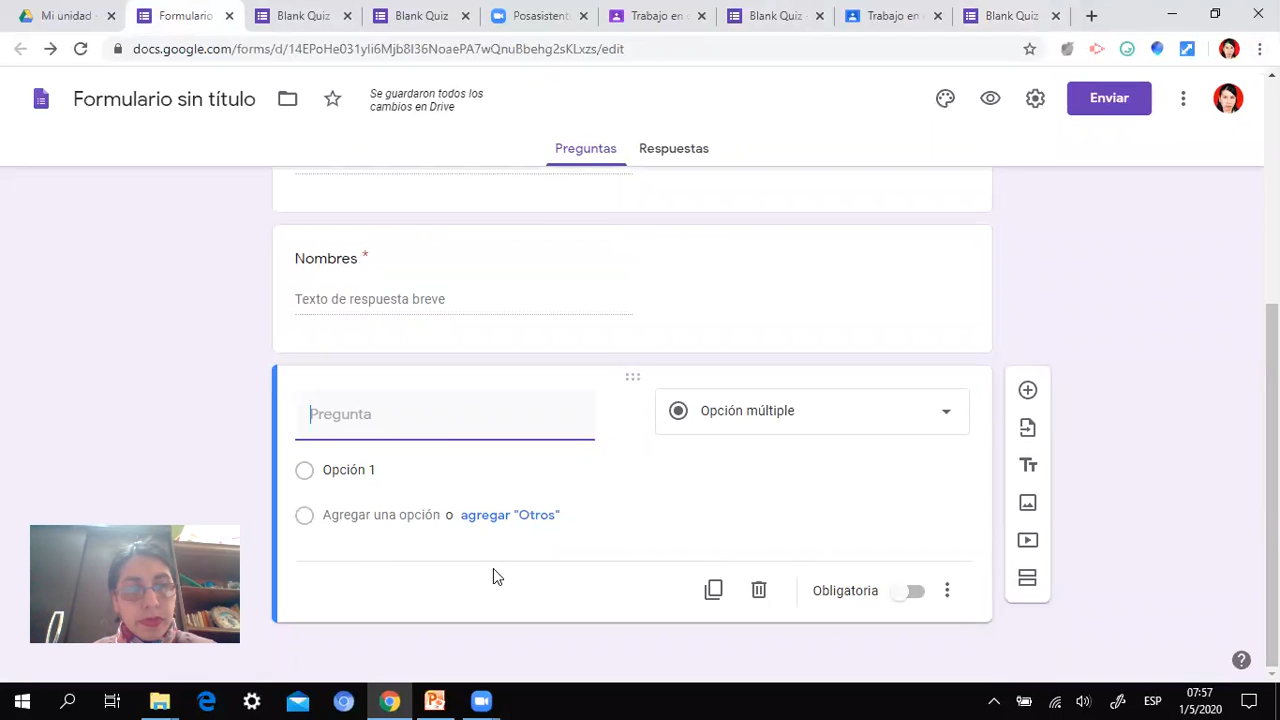 Mi unidad
Formulario
Blank Quiz
Blank Quiz
Posasistent
Trabajo en
Blank Quiz
Trabajo en
Blank Quiz
docs.google.com/forms/d/14EPoHe031yli6Mjb8I36NoaePA7wQnuBbehg2sKLxzs/edit
Formulario sin título
Se guardaron todos los
cambios en Drive
Enviar
Preguntas
Respuestas
Nombres *
Texto de respuesta breve
Pregunta
Opción múltiple
Opción 1
Agregar una opción o agregar "Otros"
Obligatoria
ESP
07:57
1/5/2020